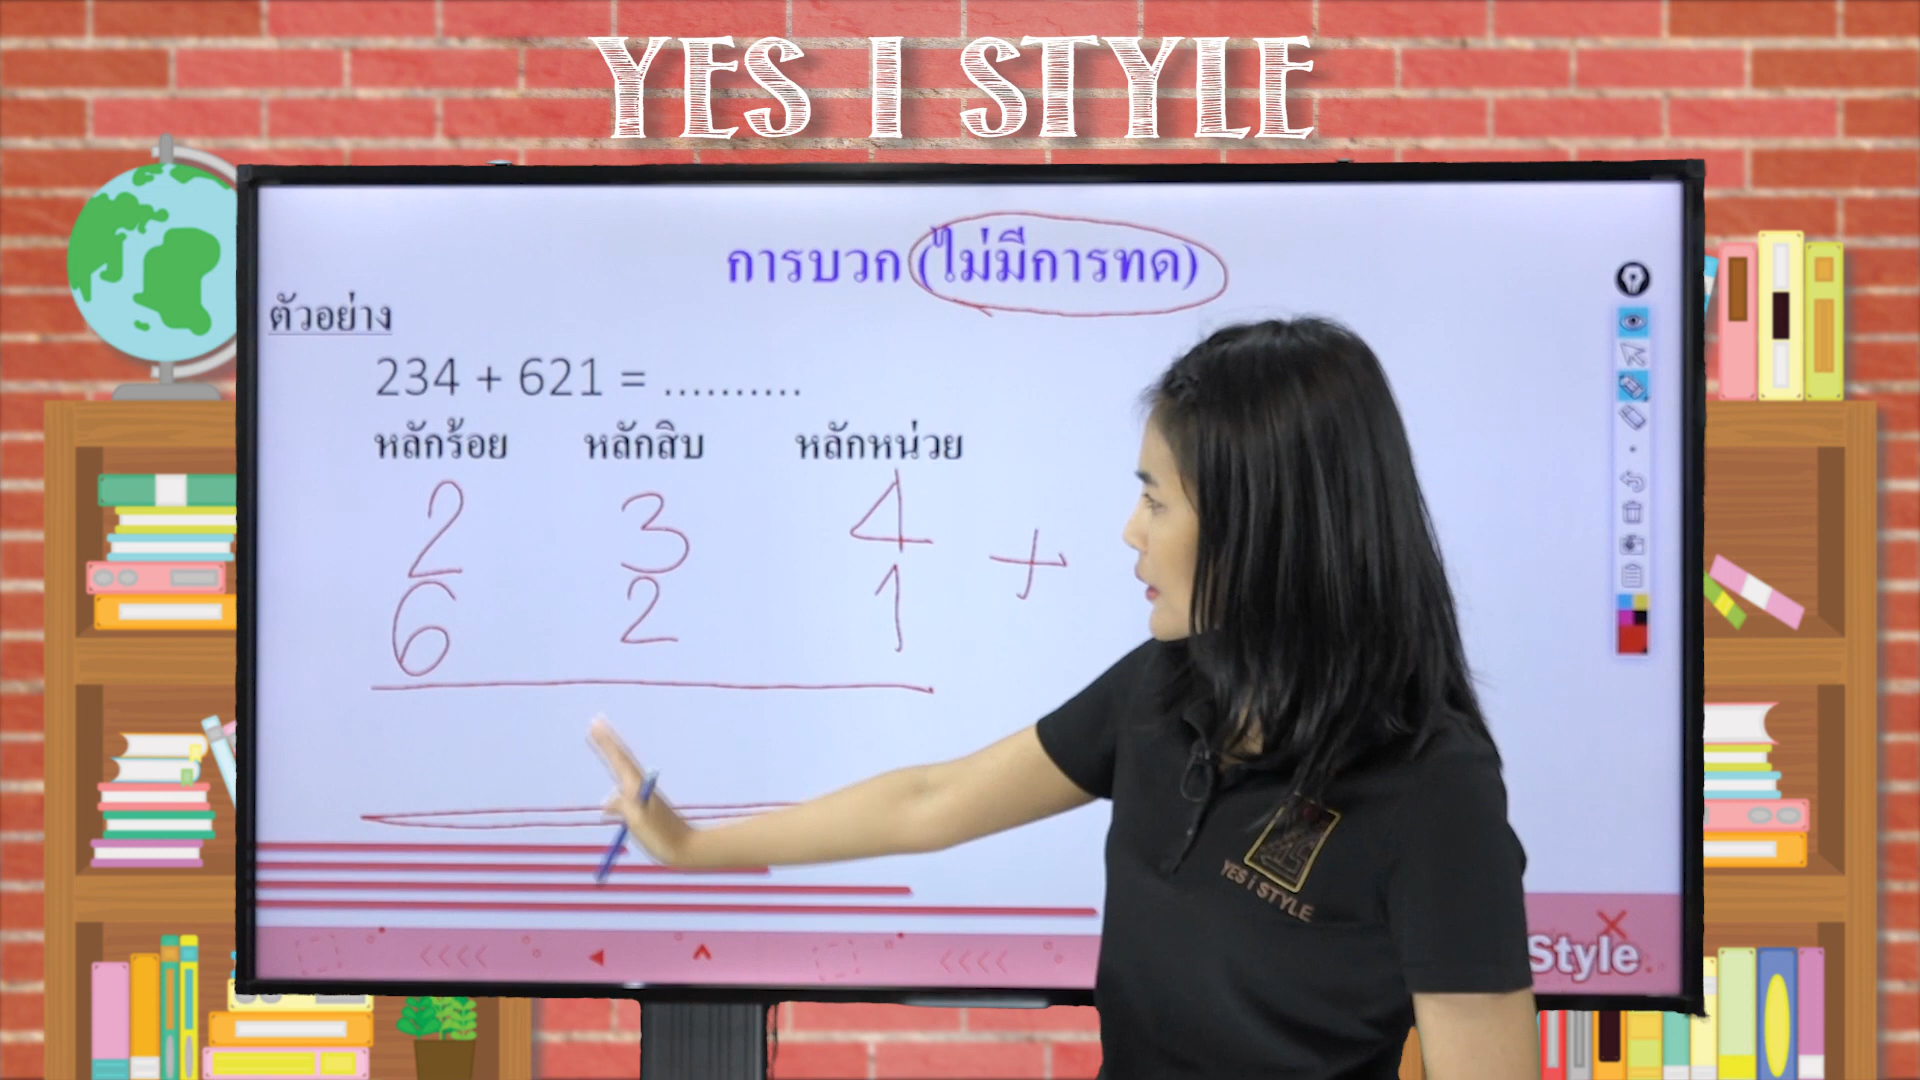 YES I STYLE
การบวก (ไม่มีการทด)
ตัวอย่าง
234 + 621 = ..........
หลักร้อย หลักสิบ หลักหน่วย
2 3 4 +
6 2 1
YES i STYLE
Style